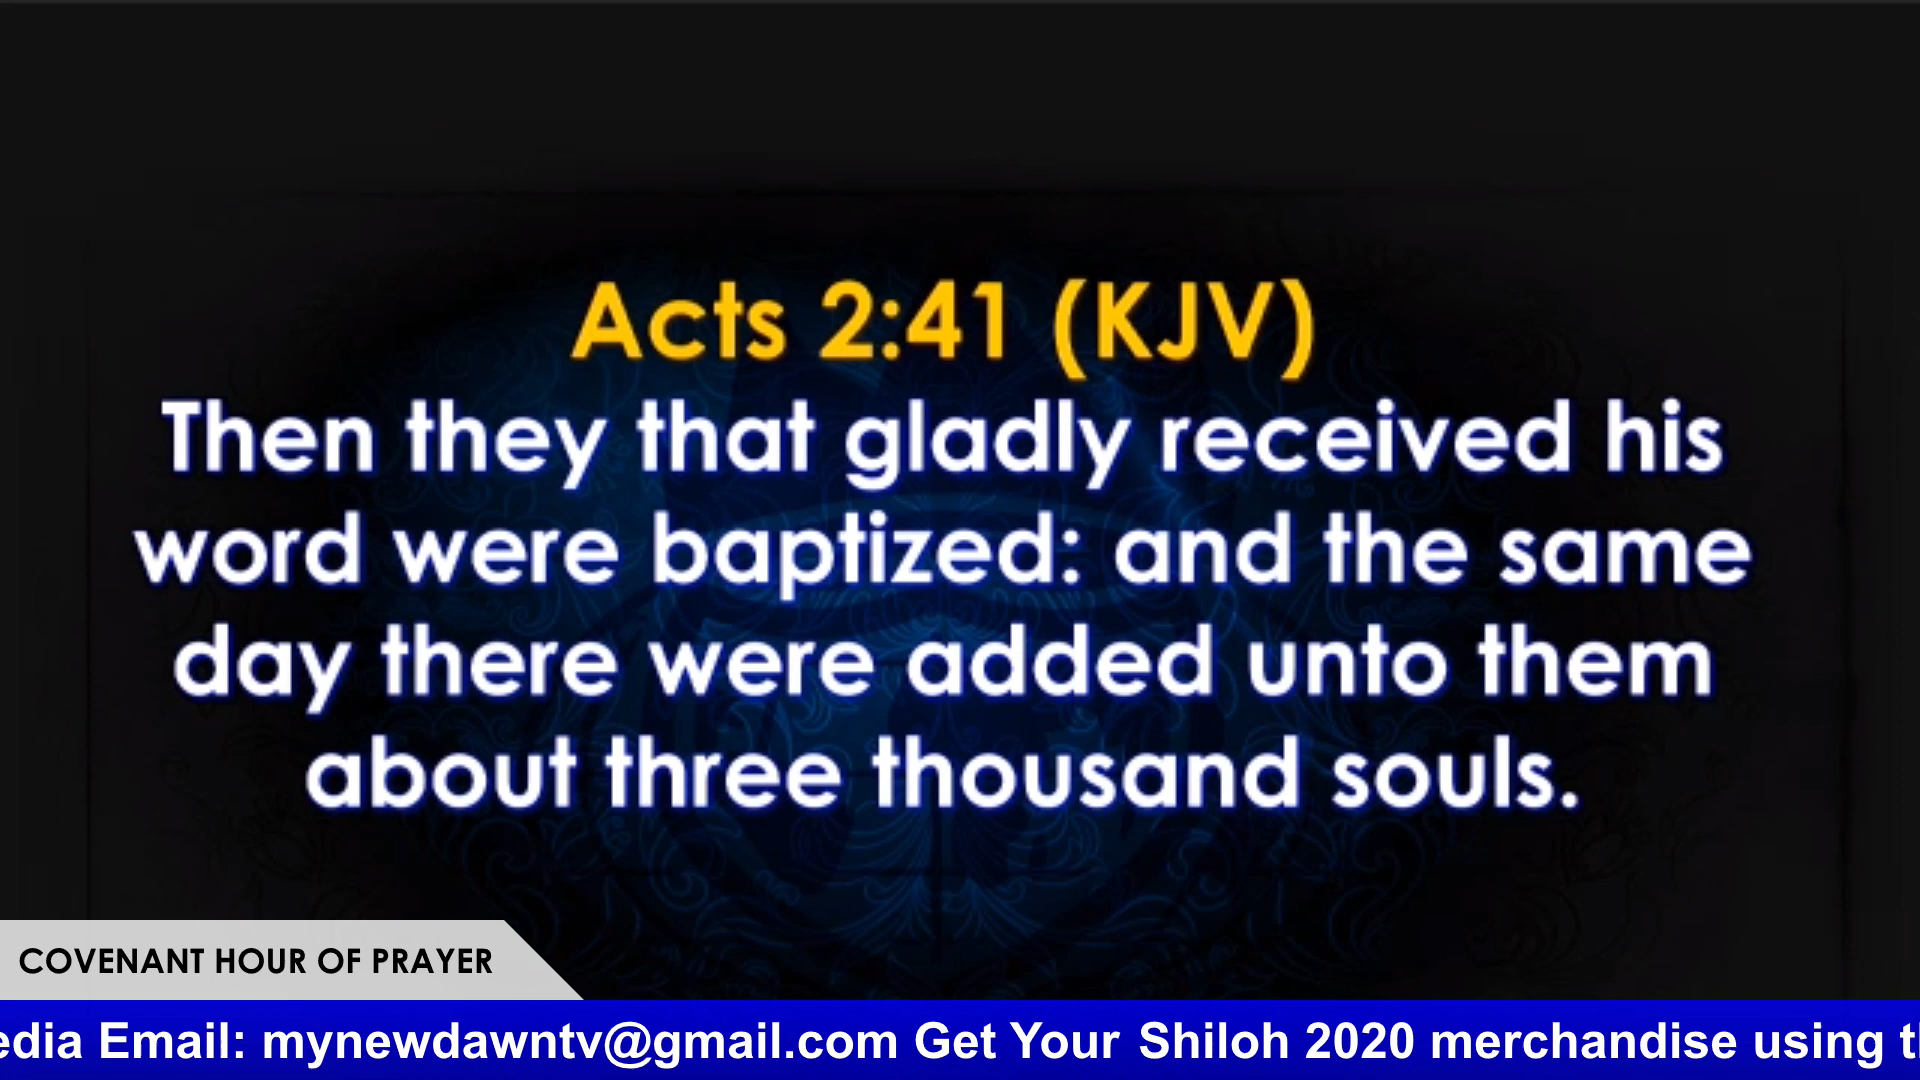 Acts 2:41 (KJV)
Then they that gladly received his
word were baptized: and the same
day there were added unto them
about three thousand souls.
COVENANT HOUR OF PRAYER
Email: mynewdawntv@gmail.com Get Your Shiloh 2020 merchandise using